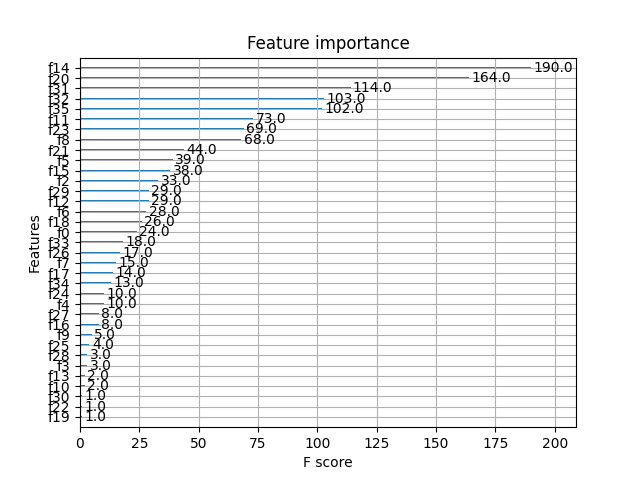 Feature importance
f14 190.0
f20 164.0
f31 114.0
f32 103.0
f35 102.0
f11 73.0
f23 69.0
f8 68.0
f21 44.0
f5 39.0
f15 38.0
f2 33.0
f29 29.0
f12 29.0
f6 28.0
f18 26.0
f0 24.0
f33 18.0
f26 17.0
f7 15.0
f17 14.0
f34 13.0
f24 10.0
f4 10.0
f27 8.0
f16 8.0
f9 5.0
f25 4.0
f28 3.0
f3 3.0
f13 2.0
f10 2.0
f30 1.0
f22 1.0
f19 1.0
Features
0 25 50 75 100 125 150 175 200
F score